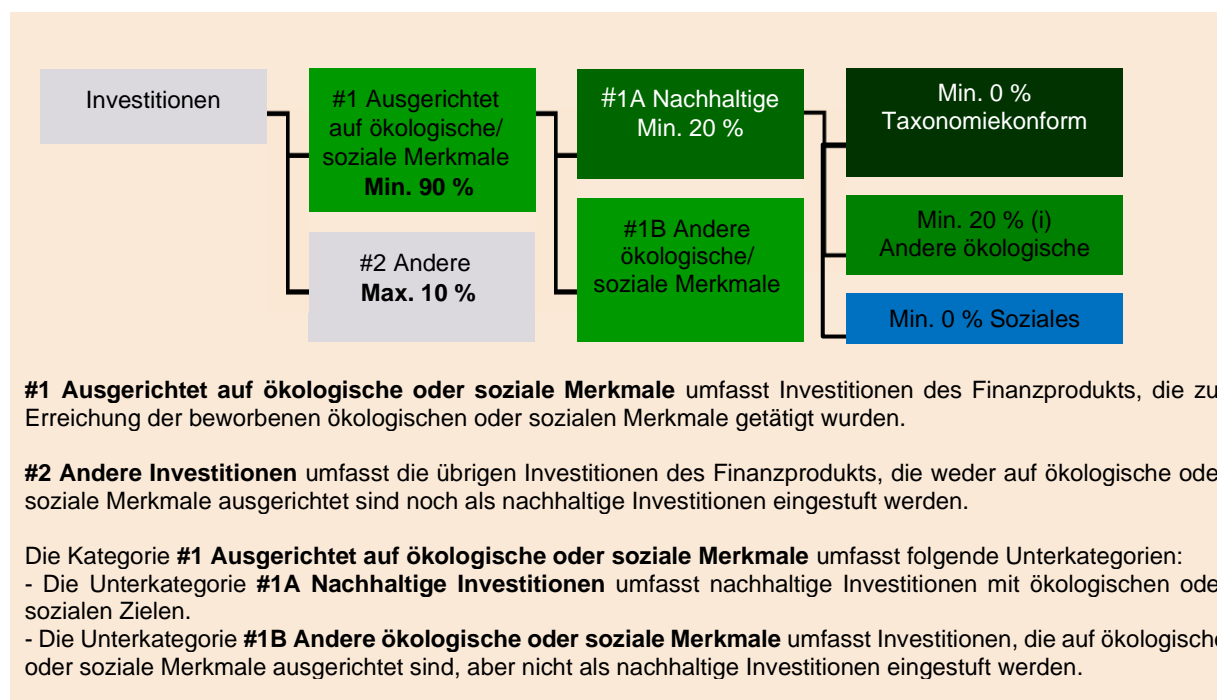 Investitionen
#1 Ausgerichtet
auf ökologische/
soziale Merkmale
Min. 90 %
#2 Andere
Max. 10 %
#1A Nachhaltige
Min. 20 %
#1B Andere
ökologische/
soziale Merkmale
Min. 0 %
Taxonomiekonform
Min. 20 % (i)
Andere ökologische
Min. 0 % Soziales
#1 Ausgerichtet auf ökologische oder soziale Merkmale umfasst Investitionen des Finanzprodukts, die zu
Erreichung der beworbenen ökologischen oder sozialen Merkmale getätigt wurden.
#2 Andere Investitionen umfasst die übrigen Investitionen des Finanzprodukts, die weder auf ökologische ode
soziale Merkmale ausgerichtet sind noch als nachhaltige Investitionen eingestuft werden.
Die Kategorie #1 Ausgerichtet auf ökologische oder soziale Merkmale umfasst folgende Unterkategorien:
- Die Unterkategorie #1A Nachhaltige Investitionen umfasst nachhaltige Investitionen mit ökologischen ode
sozialen Zielen.
- Die Unterkategorie #1B Andere ökologische oder soziale Merkmale umfasst Investitionen, die auf ökologische
oder soziale Merkmale ausgerichtet sind, aber nicht als nachhaltige Investitionen eingestuft werden.